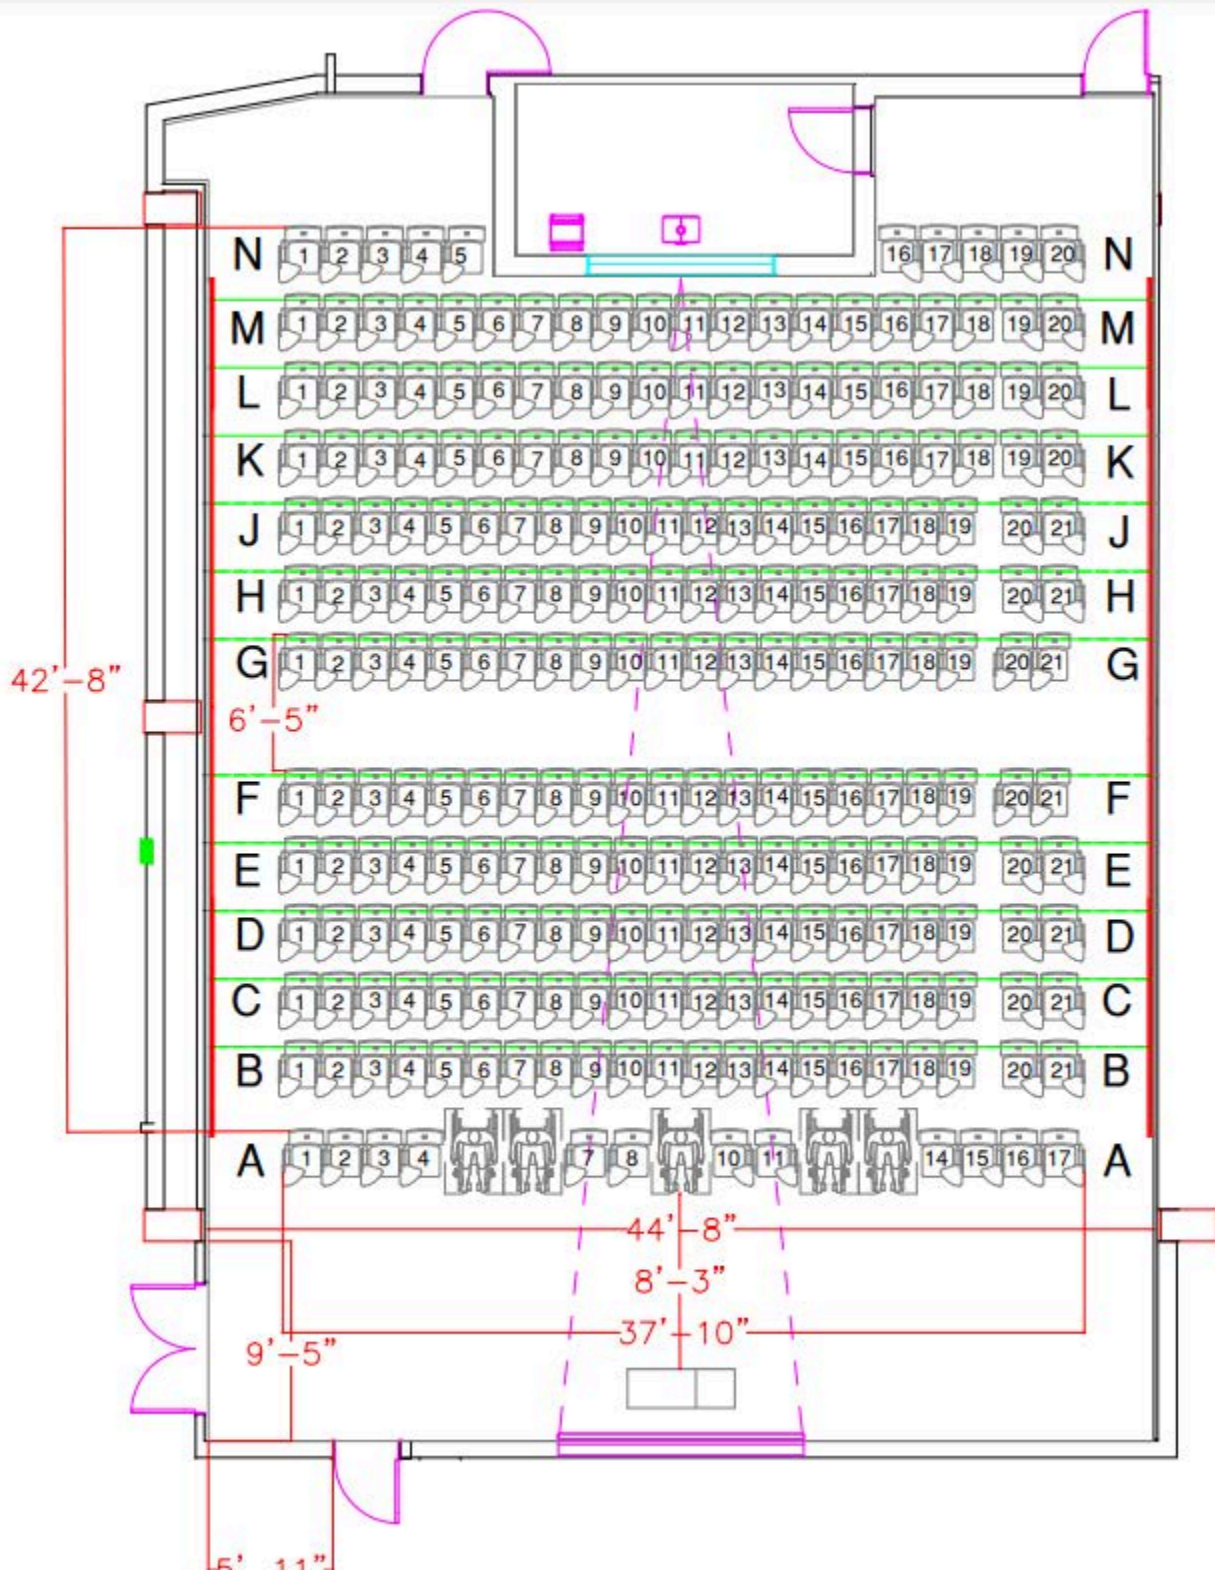 N 1 2 3 4 5 16 17 18 19 20 N
M 1 2 3 4 5 6 7 8 9 10 11 12 13 14 15 16 17 18 19 20 M
L 1 2 3 4 5 6 7 8 9 10 11 12 13 14 15 16 17 18 19 20 L
K 1 2 3 4 5 6 7 8 9 10 11 12 13 14 15 16 17 18 19 20 K
J 1 2 3 4 5 6 7 8 9 10 11 12 13 14 15 16 17 18 19 20 21 J
H 1 2 3 4 5 6 7 8 9 10 11 12 13 14 15 16 17 18 19 20 21 H
G 1 2 3 4 5 6 7 8 9 10 11 12 13 14 15 16 17 18 19 20 21 G
42'-8"
6'-5"
F 1 2 3 4 5 6 7 8 9 10 11 12 13 14 15 16 17 18 19 20 21 F
E 1 2 3 4 5 6 7 8 9 10 11 12 13 14 15 16 17 18 19 20 21 E
D 1 2 3 4 5 6 7 8 9 10 11 12 13 14 15 16 17 18 19 20 21 D
C 1 2 3 4 5 6 7 8 9 10 11 12 13 14 15 16 17 18 19 20 21 C
B 1 2 3 4 5 6 7 8 9 10 11 12 13 14 15 16 17 18 19 20 21 B
A 1 2 3 4 7 8 10 11 14 15 16 17 A
44'-8"
8'-3"
37'-10"
9'-5"
5'-11"